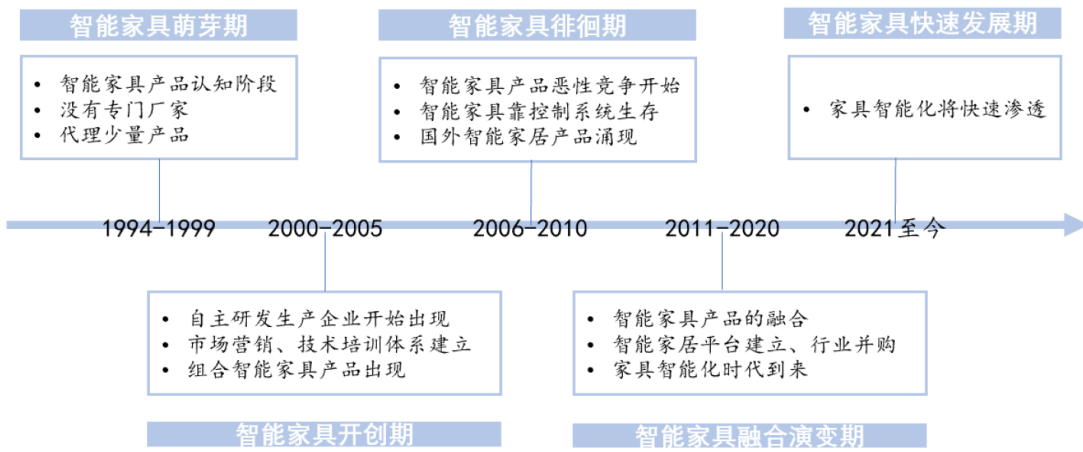 智能家具萌芽期
智能家具徘徊期
智能家具快速发展期
• 智能家具产品认知阶段
• 没有专门厂家
• 代理少量产品
• 智能家具产品恶性竞争开始
• 智能家具靠控制系统生存
• 国外智能家居产品涌现
• 家具智能化将快速渗透
1994-1999
2000-2005
2006-2010
2011-2020
2021至今
• 自主研发生产企业开始出现
• 市场营销、技术培训体系建立
• 组合智能家具产品出现
• 智能家具产品的融合
• 智能家居平台建立、行业并购
• 家具智能化时代到来
智能家具开创期
智能家具融合演变期